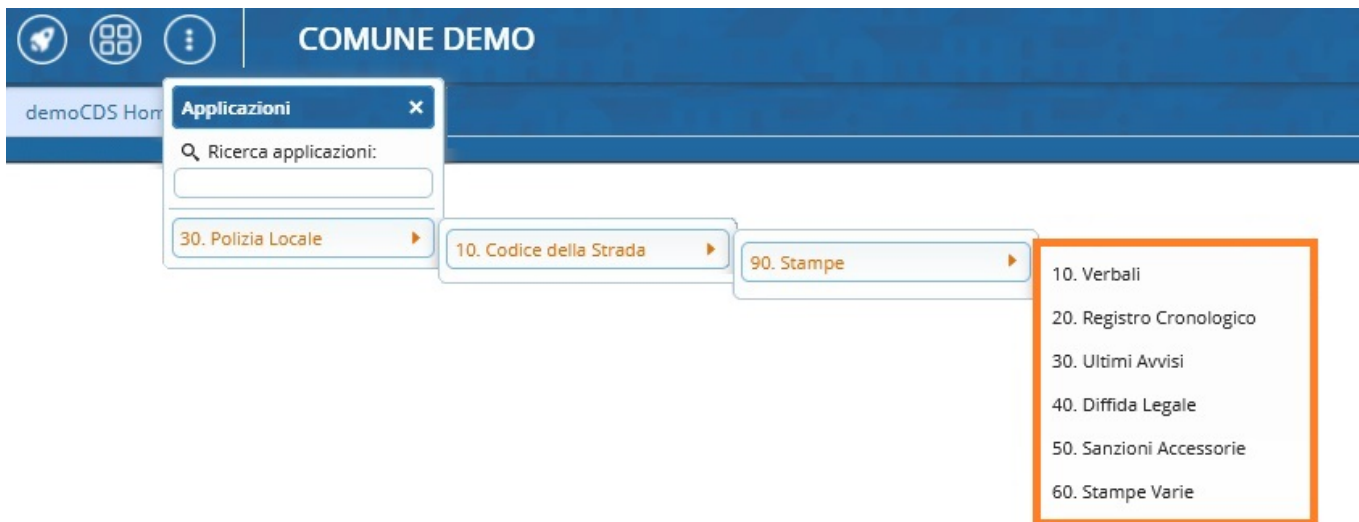 COMUNE DEMO
demoCDS Hom
Applicazioni
Ricerca applicazioni:
30. Polizia Locale
10. Codice della Strada
90. Stampe
10. Verbali
20. Registro Cronologico
30. Ultimi Avvisi
40. Diffida Legale
50. Sanzioni Accessorie
60. Stampe Varie